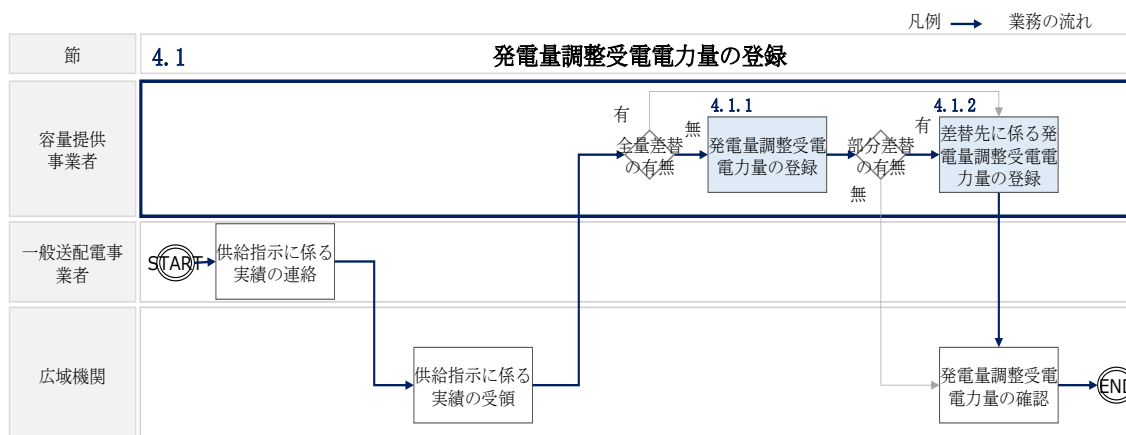 凡例 業務の流れ
節
4.1 発電量調整受電電力量の登録
容量提供
事業者
有
全量差替
の有無
無
4.1.1
発電量調整受電
電力量の登録
部分差替
の有無
有
無
4.1.2
差替先に係る発
電量調整受電電
力量の登録
一般送配電事
業者
START
供給指示に係る
実績の連絡
広域機関
供給指示に係る
実績の受領
発電量調整受電
電力量の確認
END